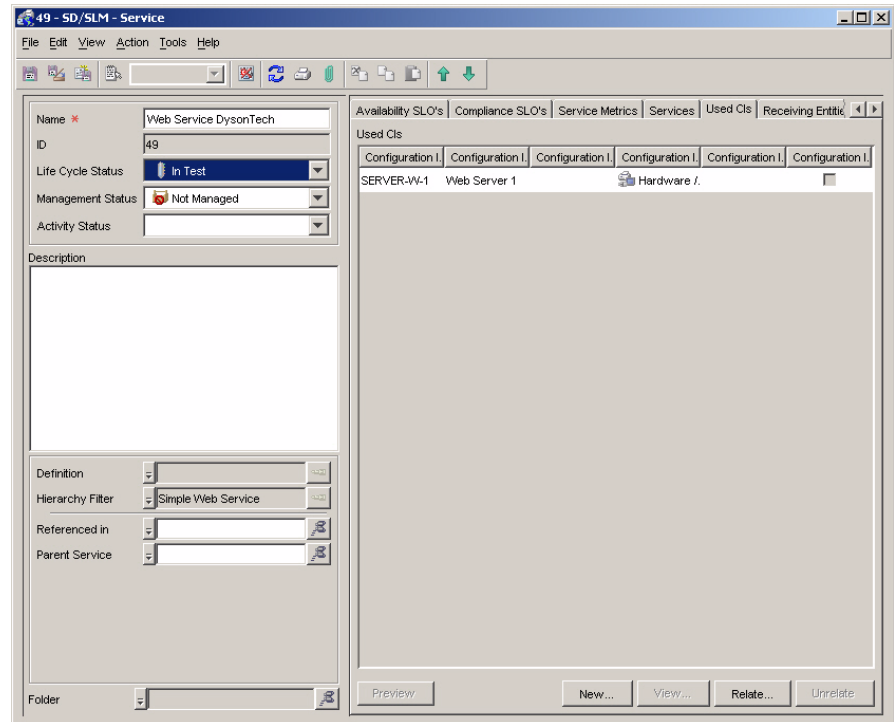 49 - SD/SLM - Service
File Edit View Action Tools Help
Name *
Web Service DysonTech
ID
49
Life Cycle Status
In Test
Management Status
Not Managed
Activity Status
Description
Definition
Hierarchy Filter
Simple Web Service
Referenced in
Parent Service
Folder
Availability SLO's Compliance SLO's Service Metrics Services Used CIs Receiving Entitie
Used CIs
Configuration I. Configuration I. Configuration I. Configuration I. Configuration I. Configuration I.
SERVER-W-1 Web Server 1 Hardware /.
Preview New... View... Relate... Unrelate